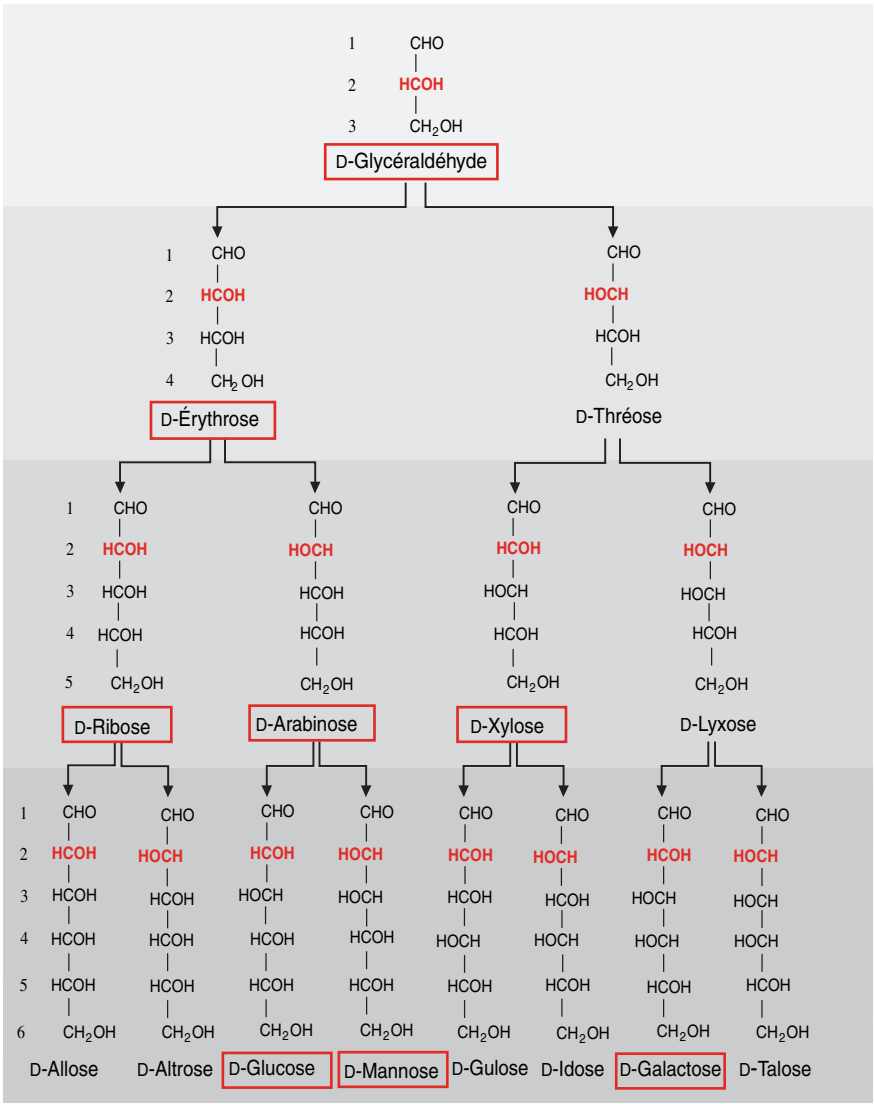 1 CHO
2 HCOH
3 CH₂OH
D-Glycéraldéhyde
1 CHO CHO
2 HCOH HOCH
3 HCOH HCOH
4 CH₂OH CH₂OH
D-Érythrose D-Thréose
1 CHO CHO CHO CHO
2 HCOH HOCH HCOH HOCH
3 HCOH HCOH HOCH HOCH
4 HCOH HCOH HCOH HCOH
5 CH₂OH CH₂OH CH₂OH CH₂OH
D-Ribose D-Arabinose D-Xylose D-Lyxose
1 CHO CHO CHO CHO CHO CHO CHO CHO
2 HCOH HOCH HCOH HOCH HCOH HOCH HCOH HOCH
3 HCOH HCOH HOCH HOCH HCOH HCOH HOCH HOCH
4 HCOH HCOH HCOH HCOH HOCH HOCH HOCH HOCH
5 HCOH HCOH HCOH HCOH HCOH HCOH HCOH HCOH
6 CH₂OH CH₂OH CH₂OH CH₂OH CH₂OH CH₂OH CH₂OH CH₂OH
D-Allose D-Altrose D-Glucose D-Mannose D-Gulose D-Idose D-Galactose D-Talose